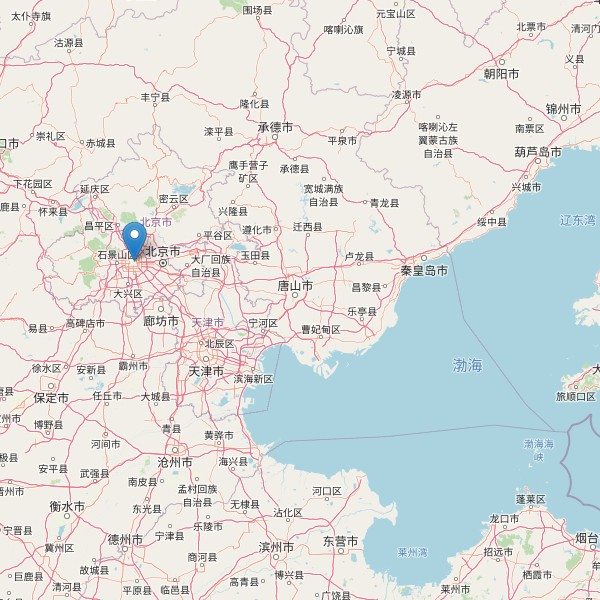 围场县
元宝山区
太仆寺旗
喀喇沁旗
北票市
清河门
沽源县
宁城县
义县
朝阳市
丰宁县
隆化县
凌源市
锦州市
承德市
喀喇沁左
翼蒙古族
自治县
南票区
崇礼区
赤城县
滦平县
平泉市
口市
葫芦岛市
鹰手营子
矿区
承德县
下花园区
延庆区
宽城满族
自治县
兴城市
密云区
青龙县
鹿县
怀来县
兴隆县
绥中县
辽东湾
昌平区
北京市
遵化市
迁西县
平谷区
石景山区
北京市
大厂回族
自治县
玉田县
卢龙县
秦皇岛市
唐山市
昌黎县
大兴区
乐亭县
廊坊市
天津市
宁河区
曹妃甸区
易县
高碑店市
北辰区
渤海
霸州市
天津市
徐水区
安新县
滨海新区
大
旅顺口区
保定市
任丘市
大城县
博野县
青县
黄骅市
河间市
渤海海
峡
沧州市
海兴县
安平县
武强县
南皮县
孟村回族
自治县
河口区
蓬莱区
晋州市
衡水市
东光县
无棣县
沾化区
龙口市
宁晋县
乐陵市
宁津县
德州市
东营市
烟台
冀州区
滨州市
莱州湾
招远市
商河县
故城县
博兴县
栖霞市
巨鹿县
清河县
平原县
临邑县
高青县
广饶县
莱州市